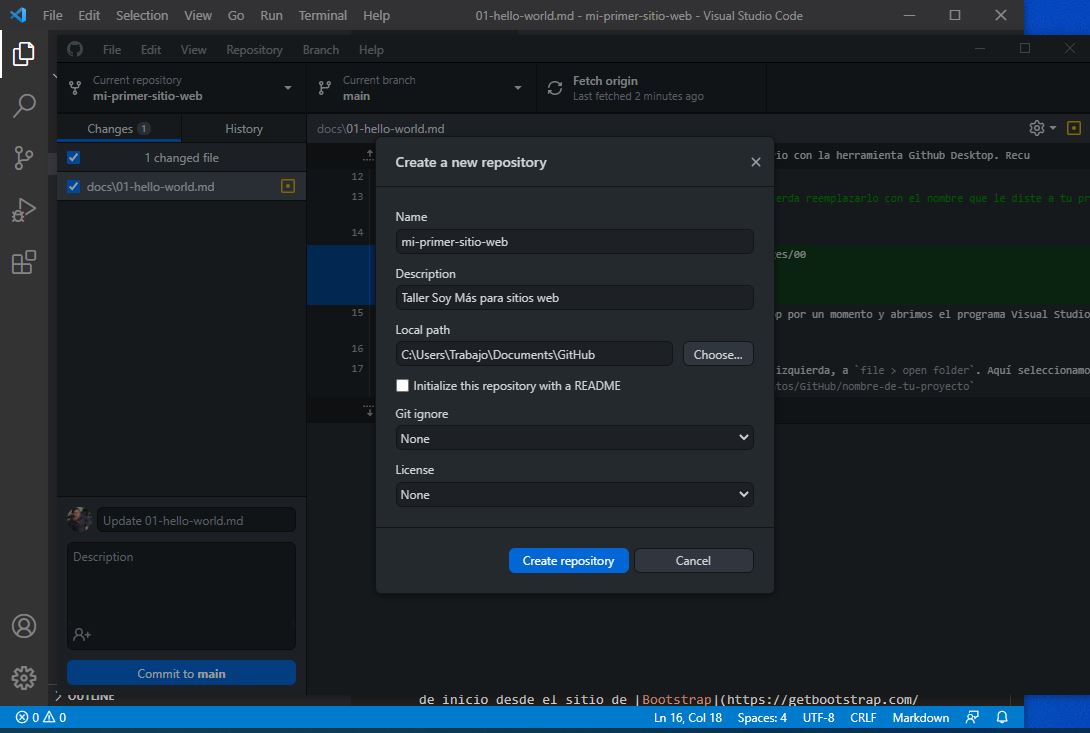 File Edit Selection View Go Run Terminal Help 01-hello-world.md - mi-primer-sitio-web - Visual Studio Code
File Edit View Repository Branch Help
Current repository
mi-primer-sitio-web
Current branch
main
Fetch origin
Last fetched 2 minutes ago
Changes 1 History
docs\01-hello-world.md
1 changed file
docs\01-hello-world.md
12
13
14
15
16
17
io con la herramienta Github Desktop. Recu
erda reemplazarlo con el nombre que le diste a tu pr
es/00
p por un momento y abrimos el programa Visual Studio
izquierda, a `file > open folder`. Aquí seleccionamo
tos/GitHub/nombre-de-tu-proyecto`
Create a new repository
Name
mi-primer-sitio-web
Description
Taller Soy Más para sitios web
Local path
C:\Users\Trabajo\Documents\GitHub Choose...
Initialize this repository with a README
Git ignore
None
License
None
Create repository Cancel
Update 01-hello-world.md
Description
Commit to main
OUTLINE
de inicio desde el sitio de [Bootstrap](https://getbootstrap.com/
0 0 Ln 16, Col 18 Spaces: 4 UTF-8 CRLF Markdown